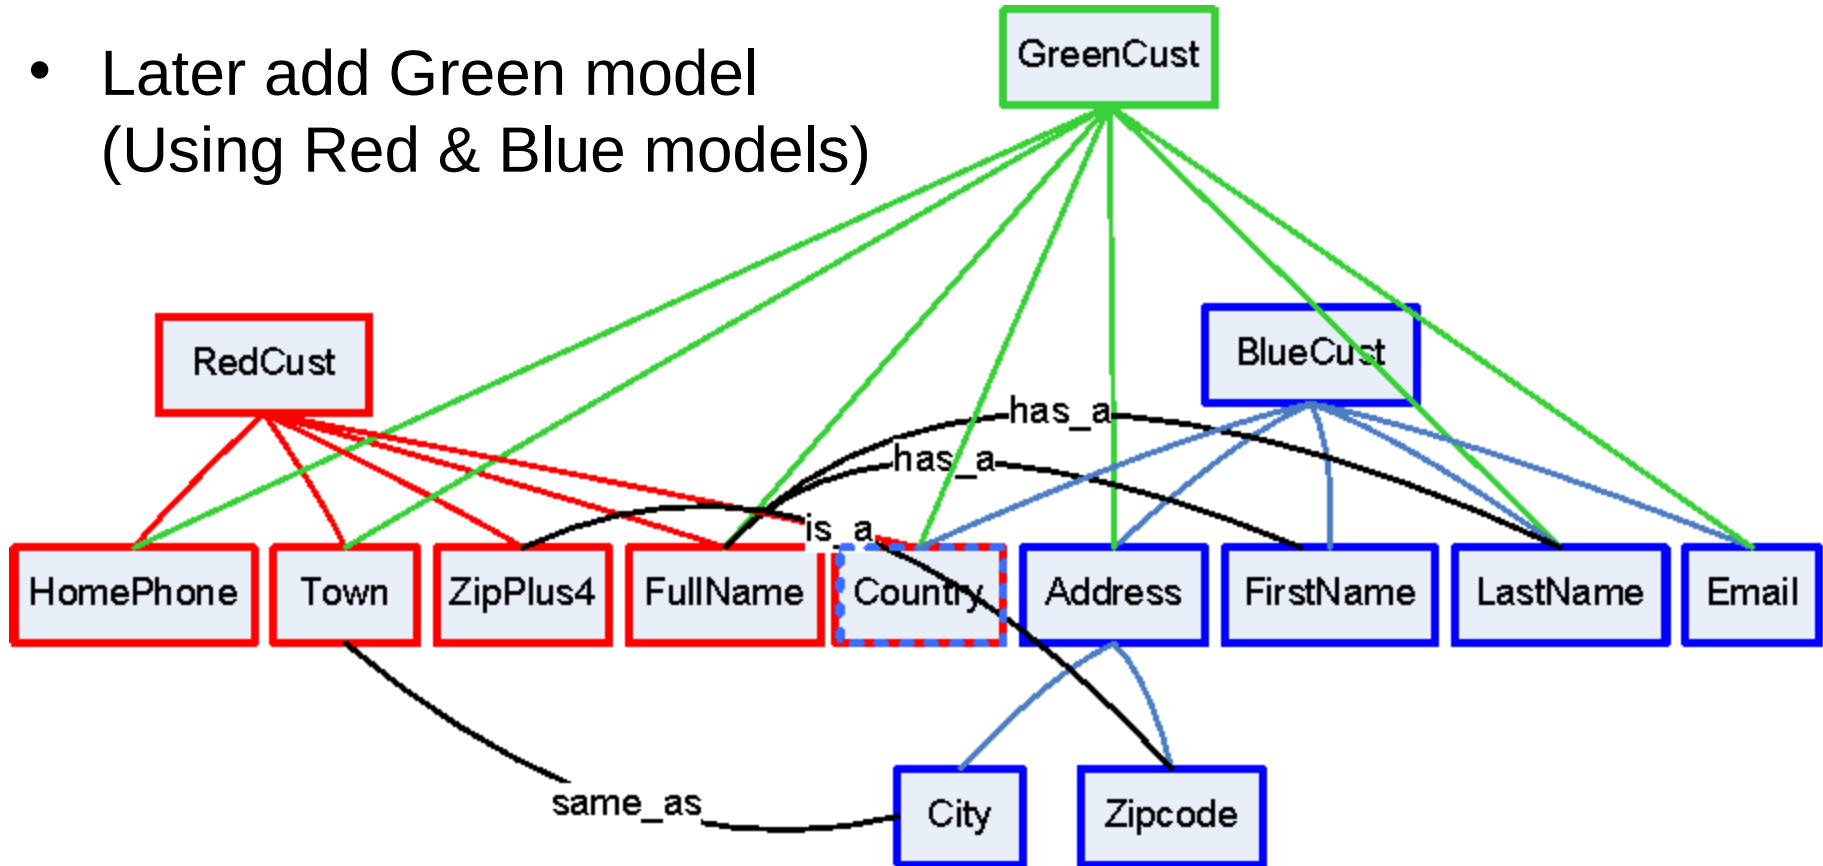 • Later add Green model
(Using Red & Blue models)
GreenCust
RedCust
BlueCust
has_a
has_a
is_a
HomePhone
Town
ZipPlus4
FullName
Country
Address
FirstName
LastName
Email
same_as
City
Zipcode